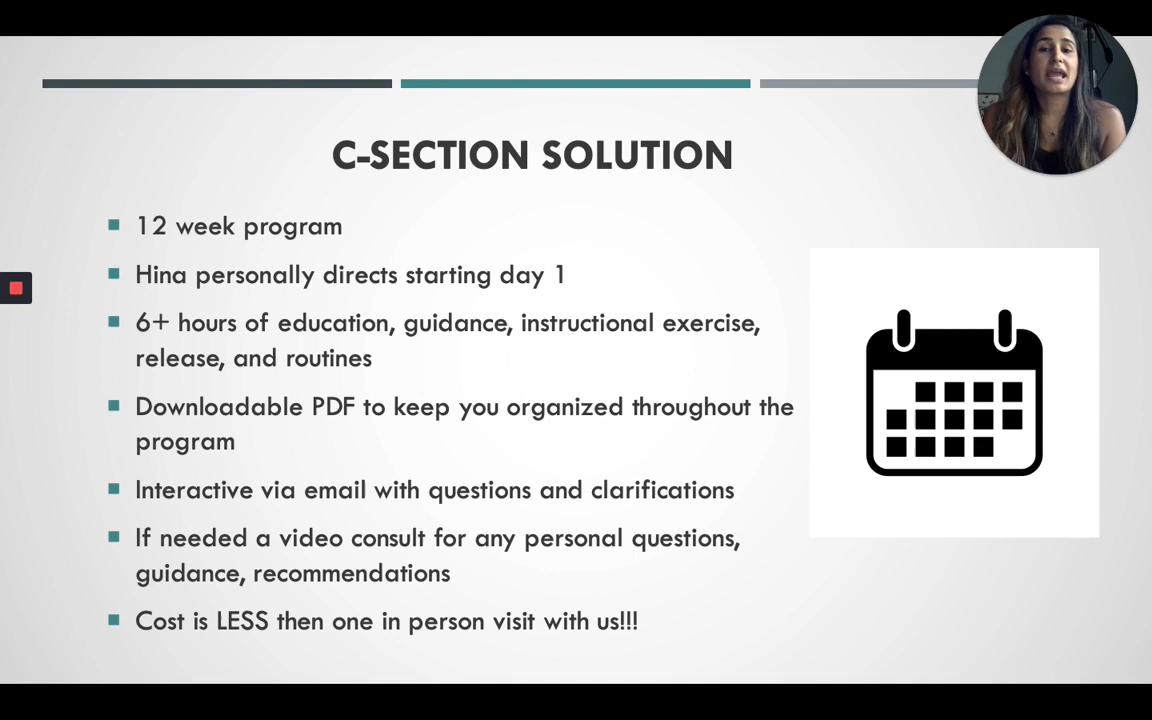 C-SECTION SOLUTION
12 week program
Hina personally directs starting day 1
6+ hours of education, guidance, instructional exercise,
release, and routines
Downloadable PDF to keep you organized throughout the
program
Interactive via email with questions and clarifications
If needed a video consult for any personal questions,
guidance, recommendations
Cost is LESS then one in person visit with us!!!